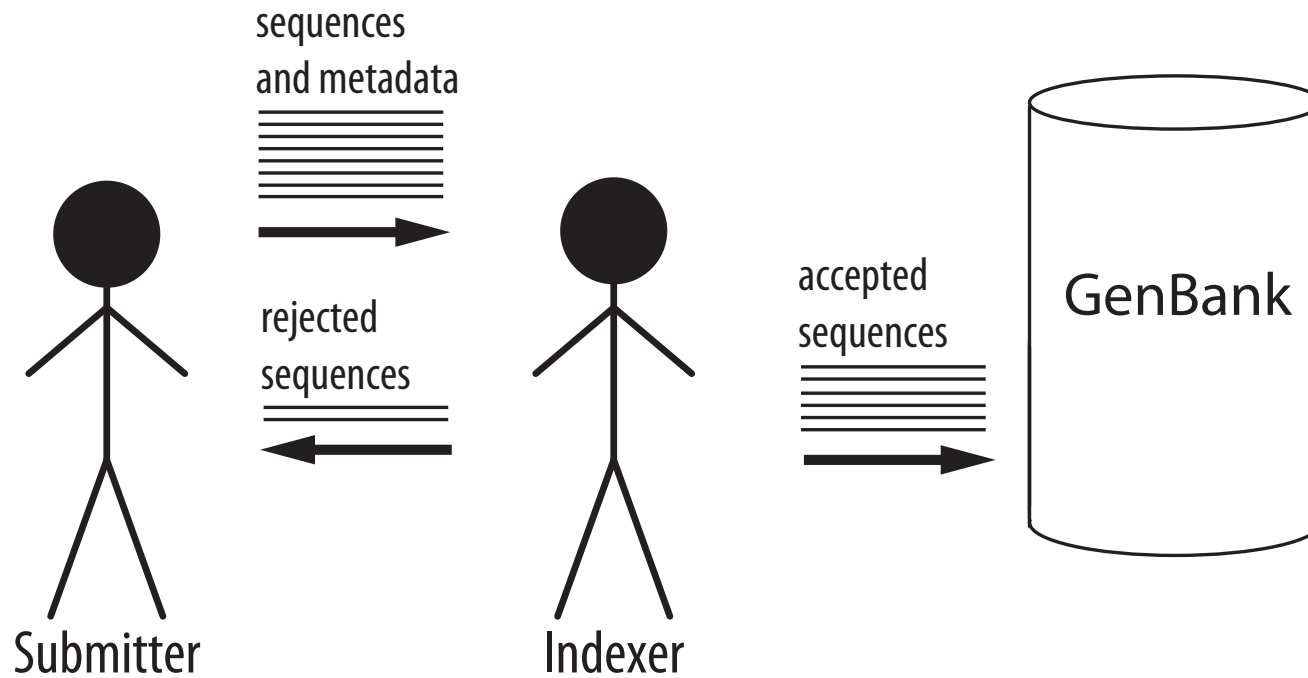 sequences
and metadata
rejected
sequences
accepted
sequences
GenBank
Submitter
Indexer